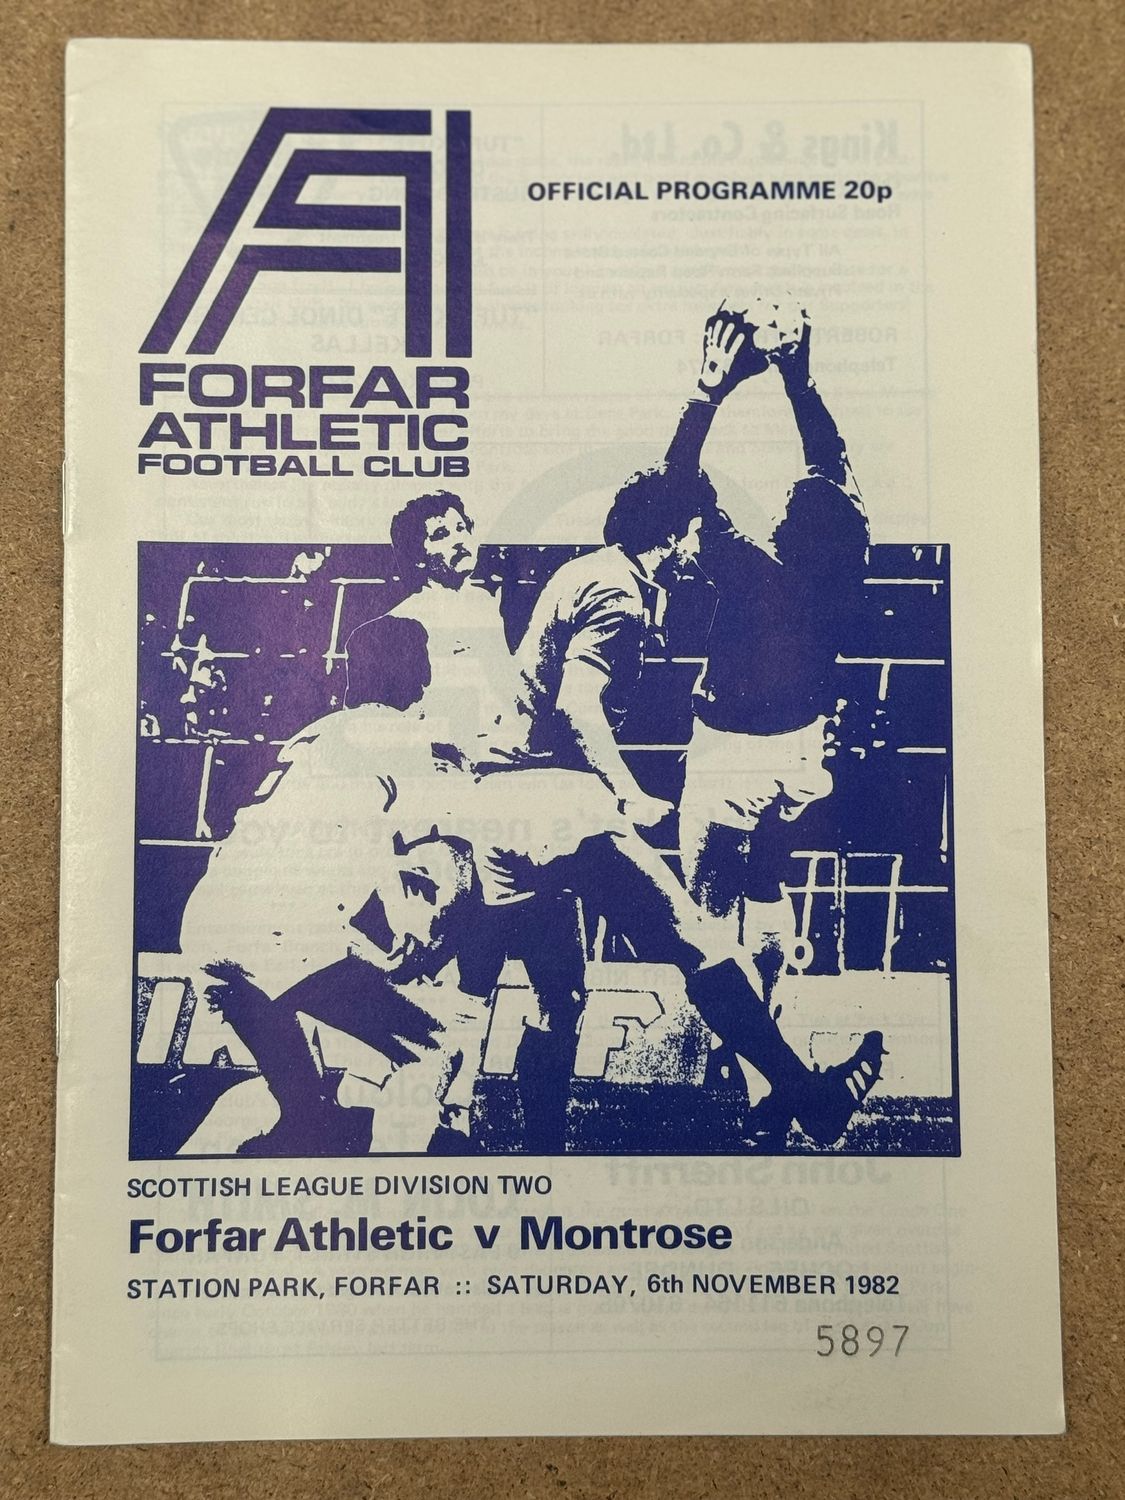 OFFICIAL PROGRAMME 20p
FORFAR
ATHLETIC
FOOTBALL CLUB
SCOTTISH LEAGUE DIVISION TWO
Forfar Athletic v Montrose
STATION PARK, FORFAR :: SATURDAY, 6th NOVEMBER 1982
5897